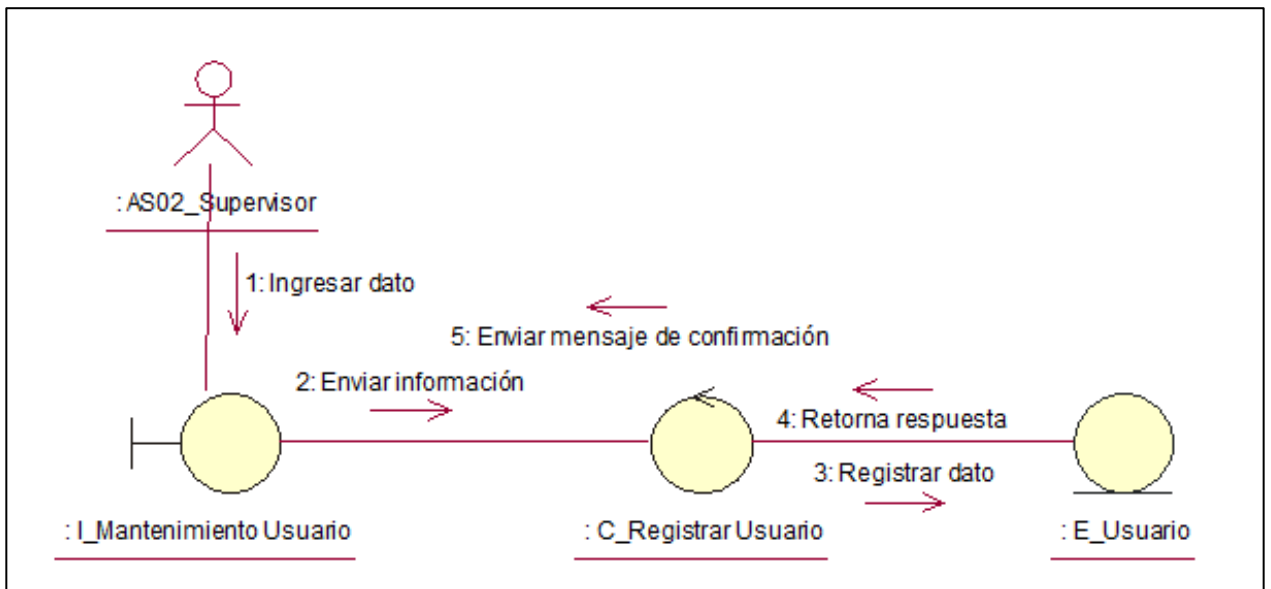 : AS02_Supervisor
1: Ingresar dato
5: Enviar mensaje de confirmación
2: Enviar información
4: Retorna respuesta
3: Registrar dato
: I_Mantenimiento Usuario
: C_Registrar Usuario
: E_Usuario